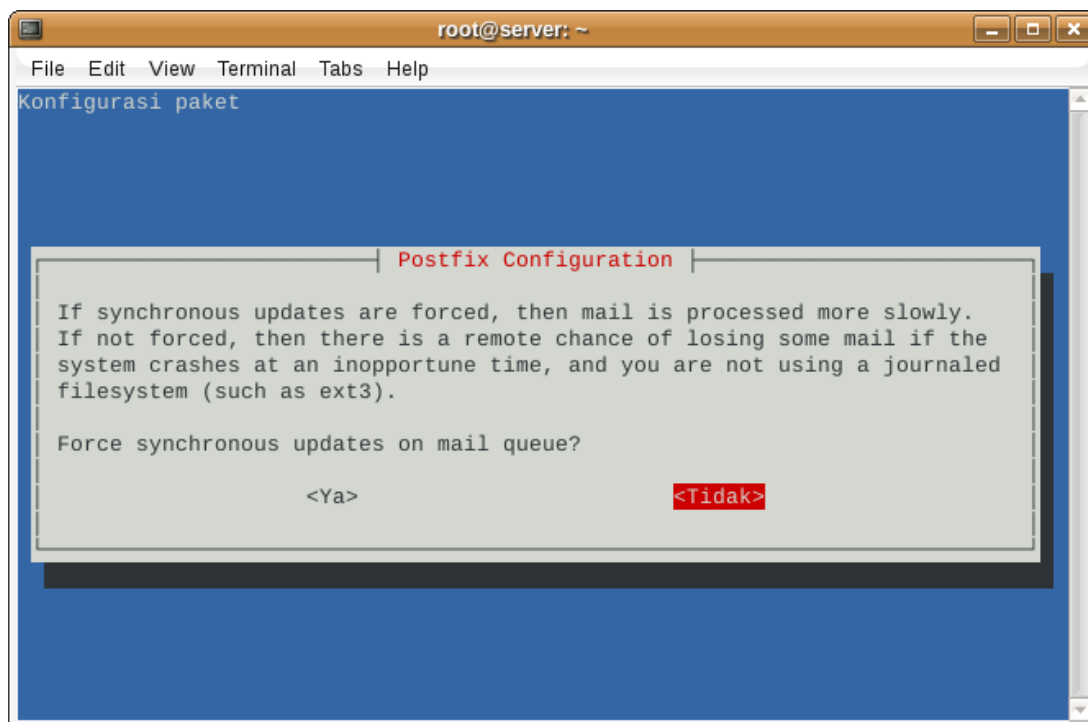 root@server: ~
File Edit View Terminal Tabs Help
Konfigurasi paket
Postfix Configuration
If synchronous updates are forced, then mail is processed more slowly.
If not forced, then there is a remote chance of losing some mail if the
system crashes at an inopportune time, and you are not using a journaled
filesystem (such as ext3).
Force synchronous updates on mail queue?
<Ya> <Tidak>